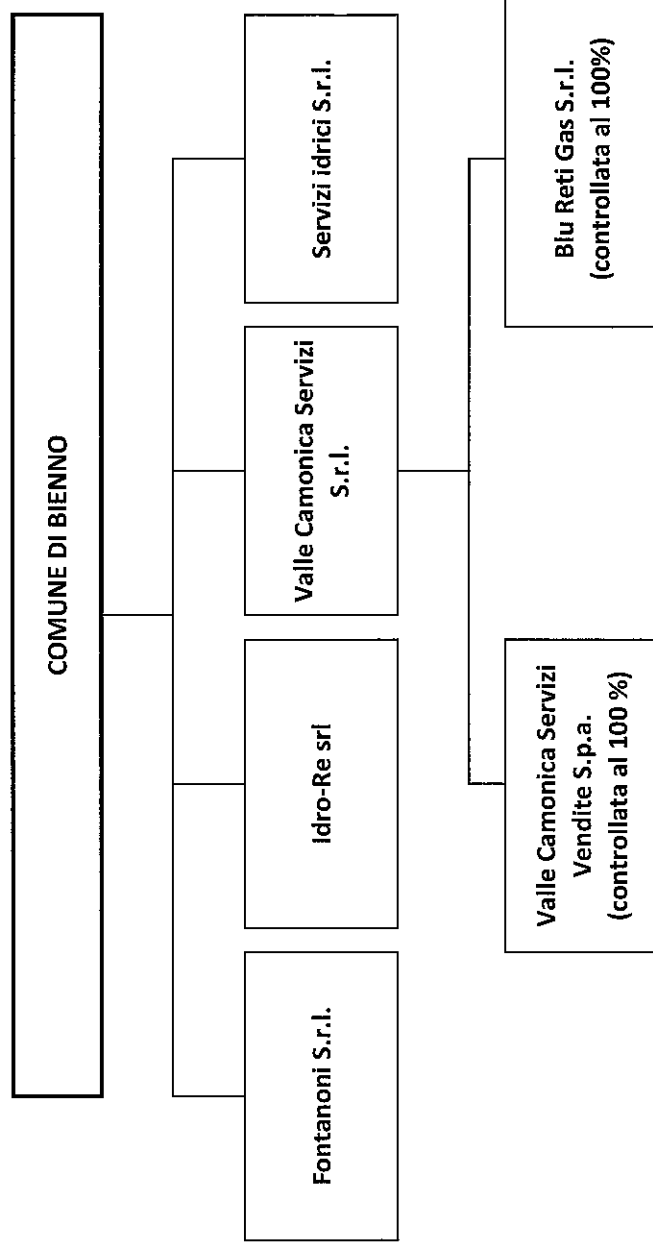 COMUNE DI BIENNO
Fontanoni S.r.l.
Idro-Re srl
Valle Camonica Servizi
S.r.l.
Servizi idrici S.r.l.
Valle Camonica Servizi
Vendite S.p.a.
(controllata al 100 %)
Blu Reti Gas S.r.l.
(controllata al 100%)